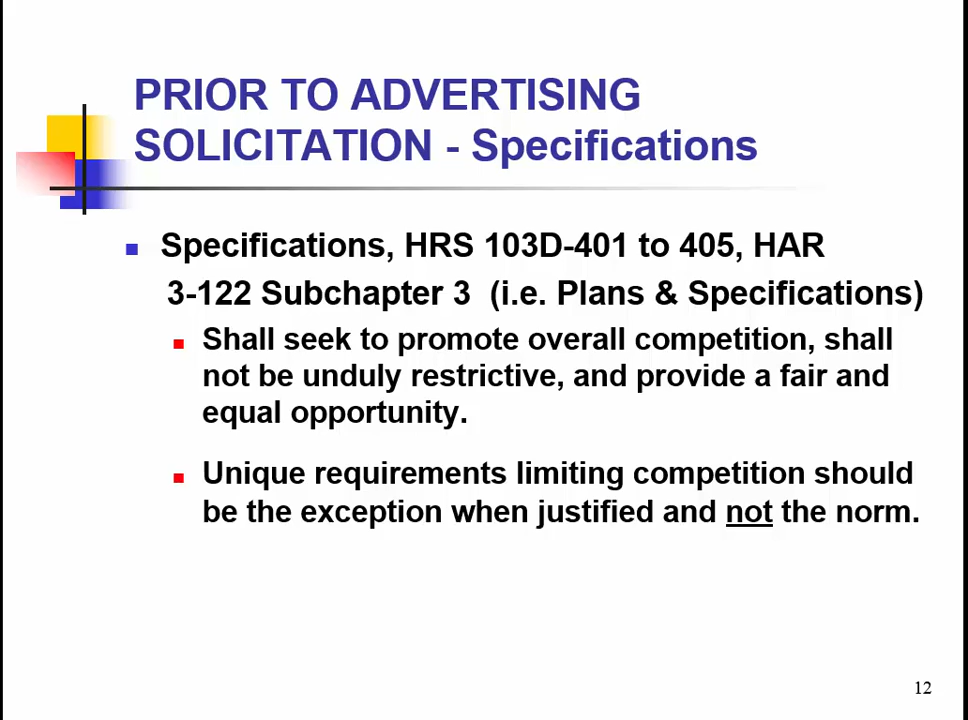 PRIOR TO ADVERTISING
SOLICITATION - Specifications
Specifications, HRS 103D-401 to 405, HAR
3-122 Subchapter 3 (i.e. Plans & Specifications)
Shall seek to promote overall competition, shall
not be unduly restrictive, and provide a fair and
equal opportunity.
Unique requirements limiting competition should
be the exception when justified and not the norm.
12